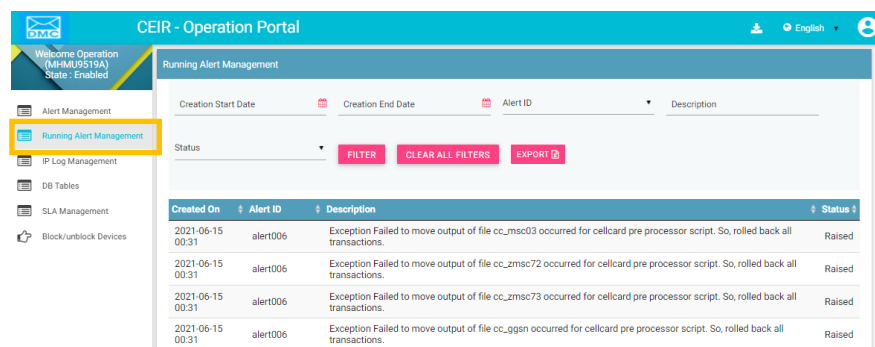 DMC
CEIR - Operation Portal
English
Welcome Operation
(MHMU9519A)
State : Enabled
Running Alert Management
Alert Management
Running Alert Management
IP Log Management
DB Tables
SLA Management
Block/unblock Devices
Creation Start Date
Creation End Date
Alert ID
Description
Status
FILTER
CLEAR ALL FILTERS
EXPORT
Created On Alert ID Description Status
2021-06-15
00:31
alert006
Exception Failed to move output of file cc_msc03 occurred for cellcard pre processor script. So, rolled back all
transactions.
Raised
2021-06-15
00:31
alert006
Exception Failed to move output of file cc_zmsc72 occurred for cellcard pre processor script. So, rolled back all
transactions.
Raised
2021-06-15
00:31
alert006
Exception Failed to move output of file cc_zmsc73 occurred for cellcard pre processor script. So, rolled back all
transactions.
Raised
2021-06-15
00:31
alert006
Exception Failed to move output of file cc_ggsn occurred for cellcard pre processor script. So, rolled back all
transactions.
Raised